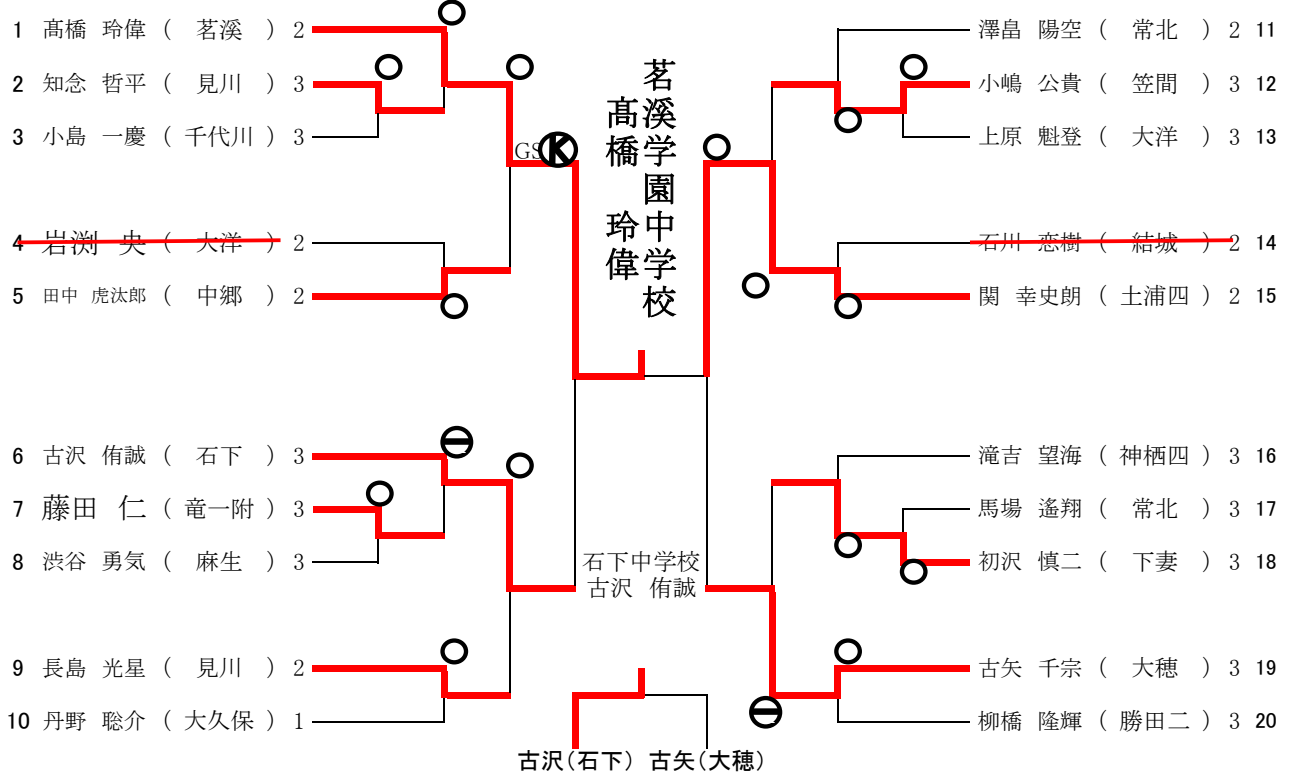 1 髙橋 玲偉 ( 茗溪 ) 2
2 知念 哲平 ( 見川 ) 3
3 小島 一慶 ( 千代川 ) 3
4 岩渕 央 ( 大洋 ) 2
5 田中 虎汰郎 ( 中郷 ) 2
6 古沢 侑誠 ( 石下 ) 3
7 藤田 仁 ( 竜一附 ) 3
8 渋谷 勇気 ( 麻生 ) 3
9 長島 光星 ( 見川 ) 2
10 丹野 聡介 ( 大久保 ) 1
GS Ⓚ
茗溪学園中学校
髙橋 玲偉
石下中学校
古沢 侑誠
古沢(石下) 古矢(大穂)
澤畠 陽空 ( 常北 ) 2 11
小嶋 公貴 ( 笠間 ) 3 12
上原 魁登 ( 大洋 ) 3 13
石川 恋樹 ( 結城 ) 2 14
関 幸史朗 ( 土浦四 ) 2 15
滝吉 望海 ( 神栖四 ) 3 16
馬場 遙翔 ( 常北 ) 3 17
初沢 慎二 ( 下妻 ) 3 18
古矢 千宗 ( 大穂 ) 3 19
柳橋 隆輝 ( 勝田二 ) 3 20